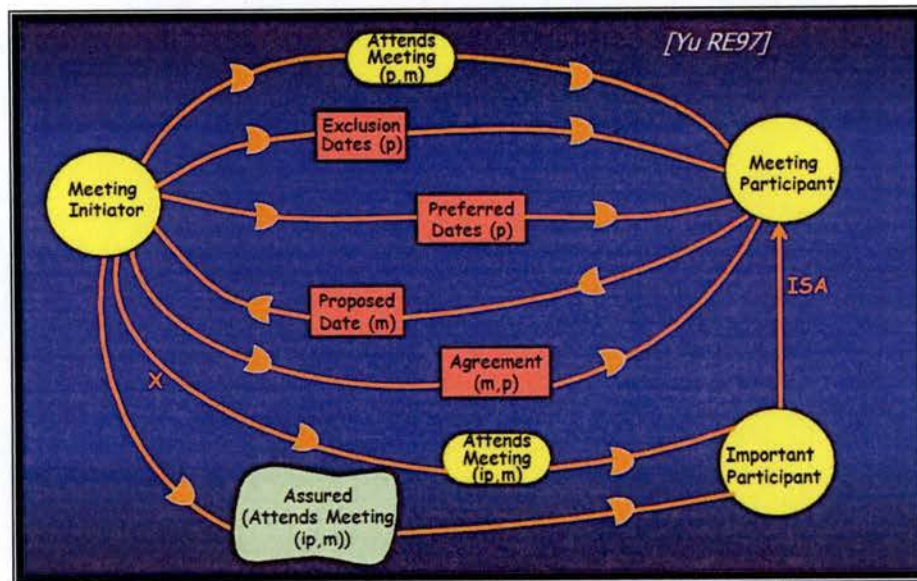 [Yu RE97]
Attends
Meeting
(p,m)
Exclusion
Dates (p)
Meeting
Initiator
Meeting
Participant
Preferred
Dates (p)
Proposed
Date (m)
ISA
Agreement
(m,p)
X
Attends
Meeting
(ip,m)
Important
Participant
Assured
(Attends Meeting
(ip,m))